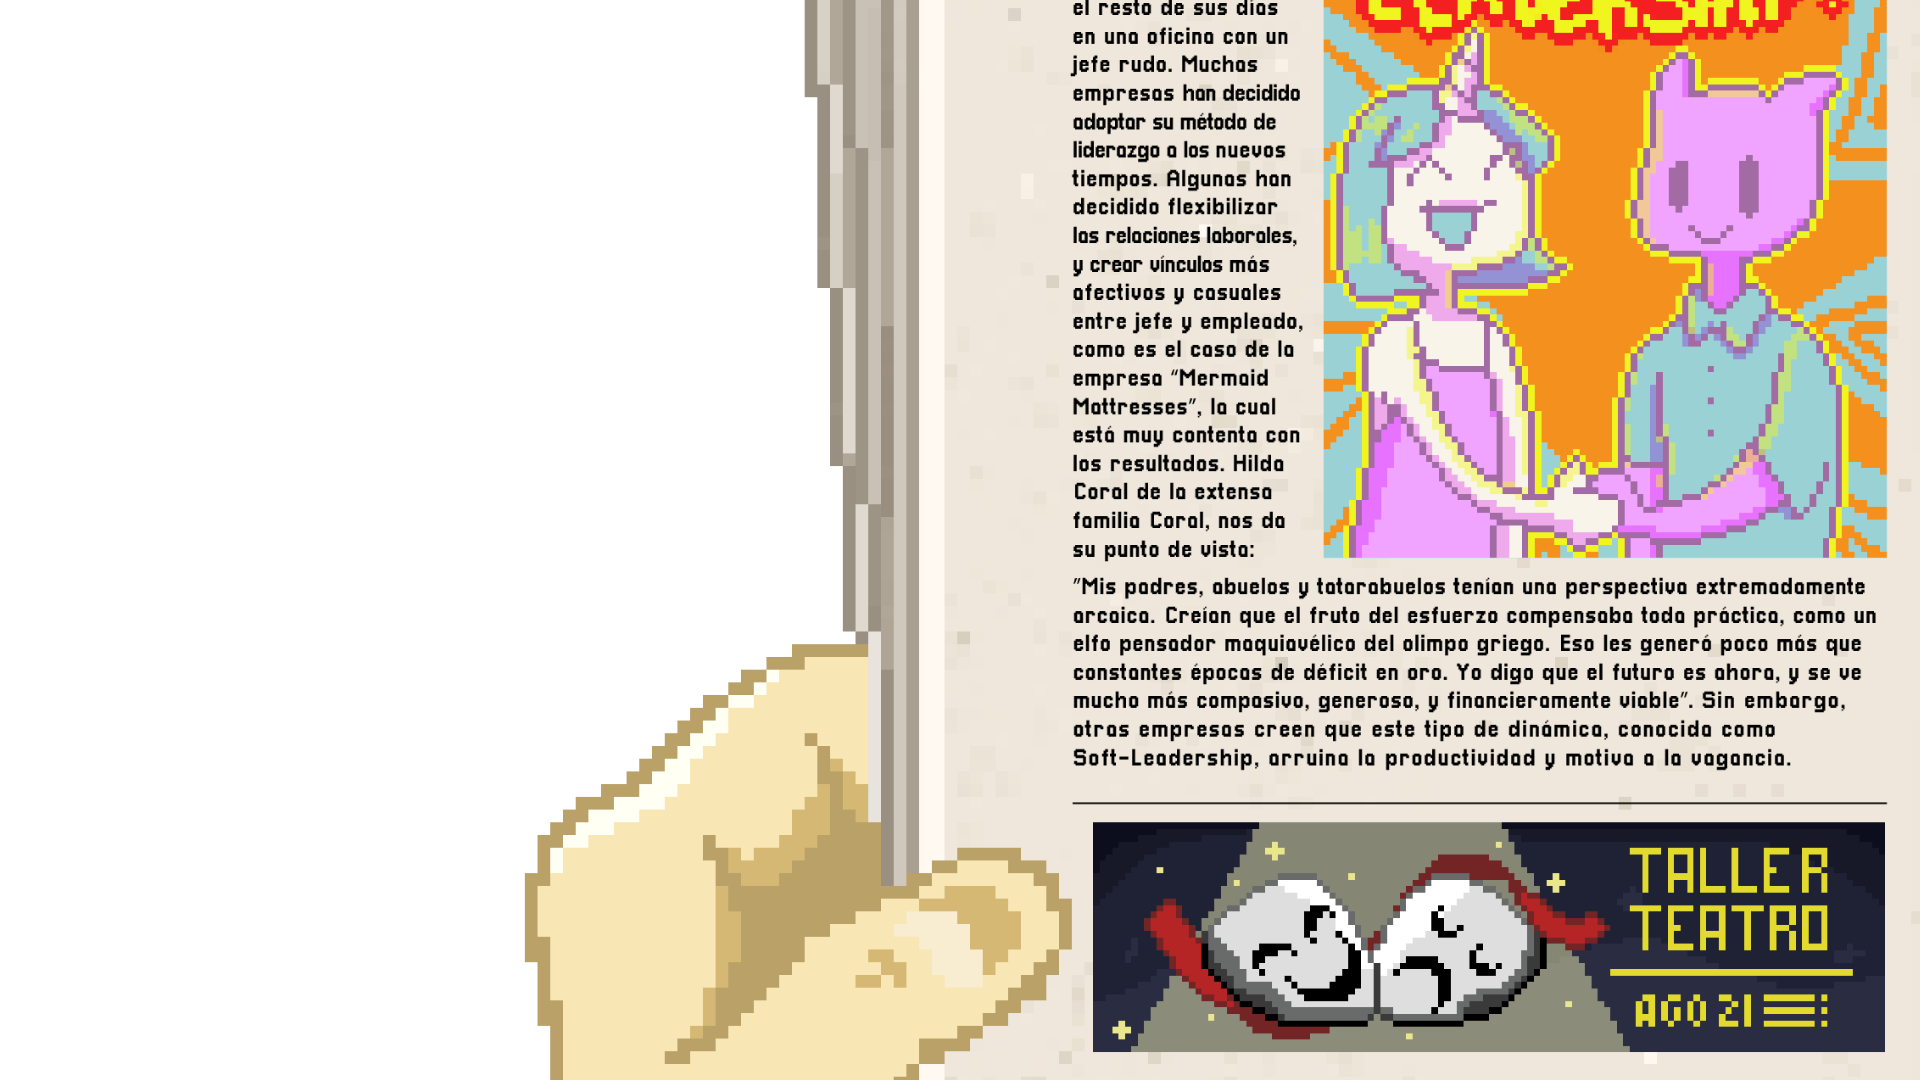 el resto de sus días
en una oficina con un
jefe rudo. Muchas
empresas han decidido
adoptar su método de
liderazgo a los nuevos
tiempos. Algunas han
decidido flexibilizar
las relaciones laborales,
y crear vínculos más
afectivos y casuales
entre jefe y empleado,
como es el caso de la
empresa "Mermaid
Mattresses", la cual
está muy contenta con
los resultados. Hilda
Coral de la extensa
familia Coral, nos da
su punto de vista:
"Mis padres, abuelos y tatarabuelos tenían una perspectiva extremadamente
arcaica. Creían que el fruto del esfuerzo compensaba toda práctica, como un
elfo pensador maquiavélico del olimpo griego. Eso les generó poco más que
constantes épocas de déficit en oro. Yo digo que el futuro es ahora, y se ve
mucho más compasivo, generoso, y financieramente viable". Sin embargo,
otras empresas creen que este tipo de dinámica, conocida como
Soft-Leadership, arruina la productividad y motiva a la vagancia.
TALLER
TEATRO
AGO 21